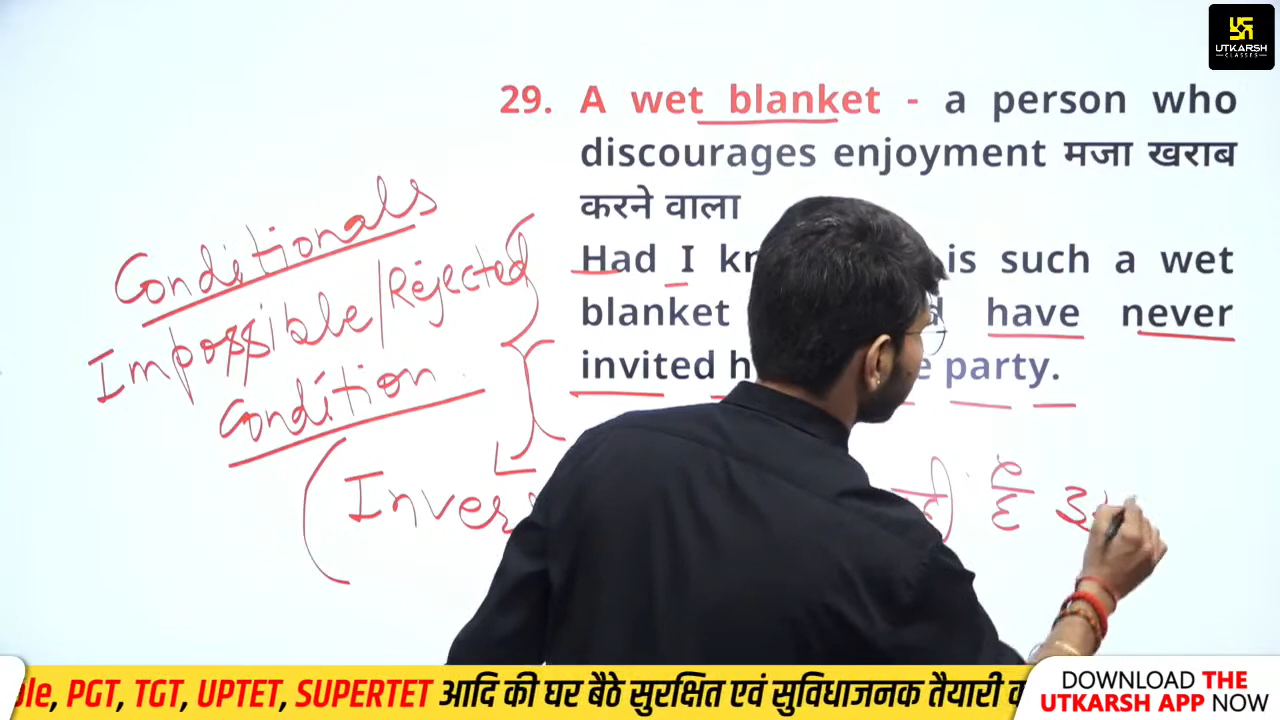 UTKARSH
CLASSES
29. A wet blanket - a person who
discourages enjoyment मजा खराब
करने वाला
Had I is such a wet
blanket have never
invited party.
Conditionals
Impossible/Rejected
Condition
(Inver
PGT, TGT, UPTET, SUPERTET आदि की घर बैठे सुरक्षित एवं सुविधाजनक तैयारी
DOWNLOAD THE
UTKARSH APP NOW